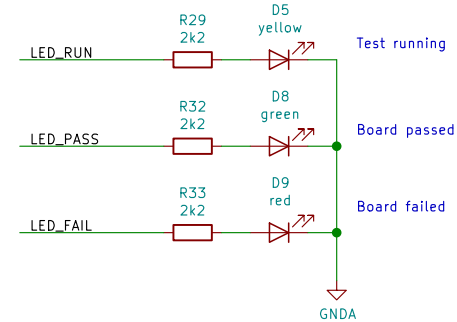 R29
2k2
D5
yellow
Test running
LED_RUN
R32
2k2
D8
green
Board passed
LED_PASS
R33
2k2
D9
red
Board failed
LED_FAIL
GNDA